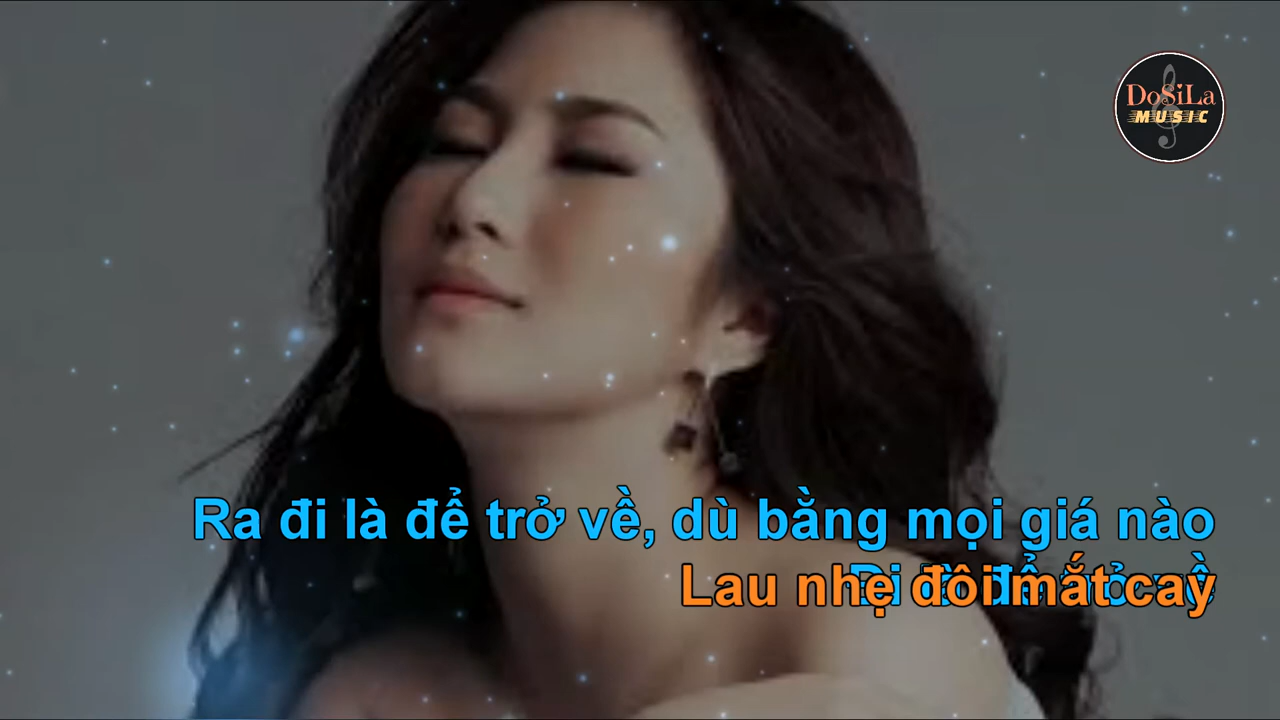 DoSiLa
MUSIC
Ra đi là để trở về, dù bằng mọi giá nào
Lau nhẹ đôi mắt cay